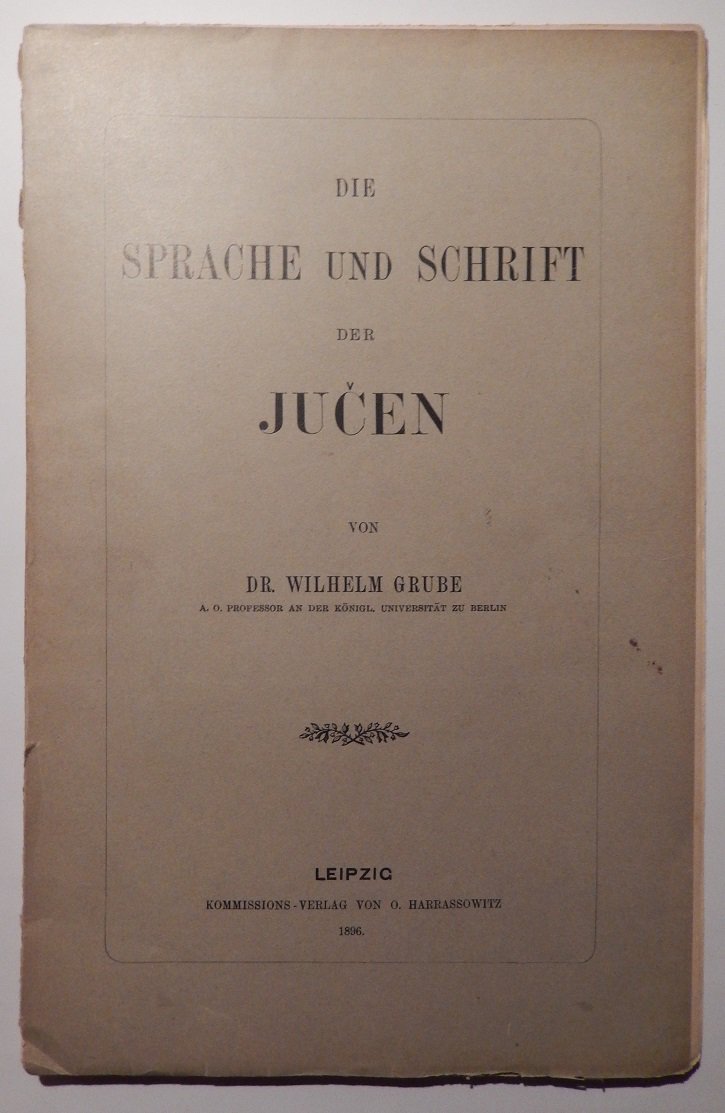 DIE
SPRACHE UND SCHRIFT
DER
JUČEN
VON
DR. WILHELM GRUBE
A. O. PROFESSOR AN DER KÖNIGL. UNIVERSITÄT ZU BERLIN
LEIPZIG
KOMMISSIONS-VERLAG VON O. HARRASSOWITZ
1896.